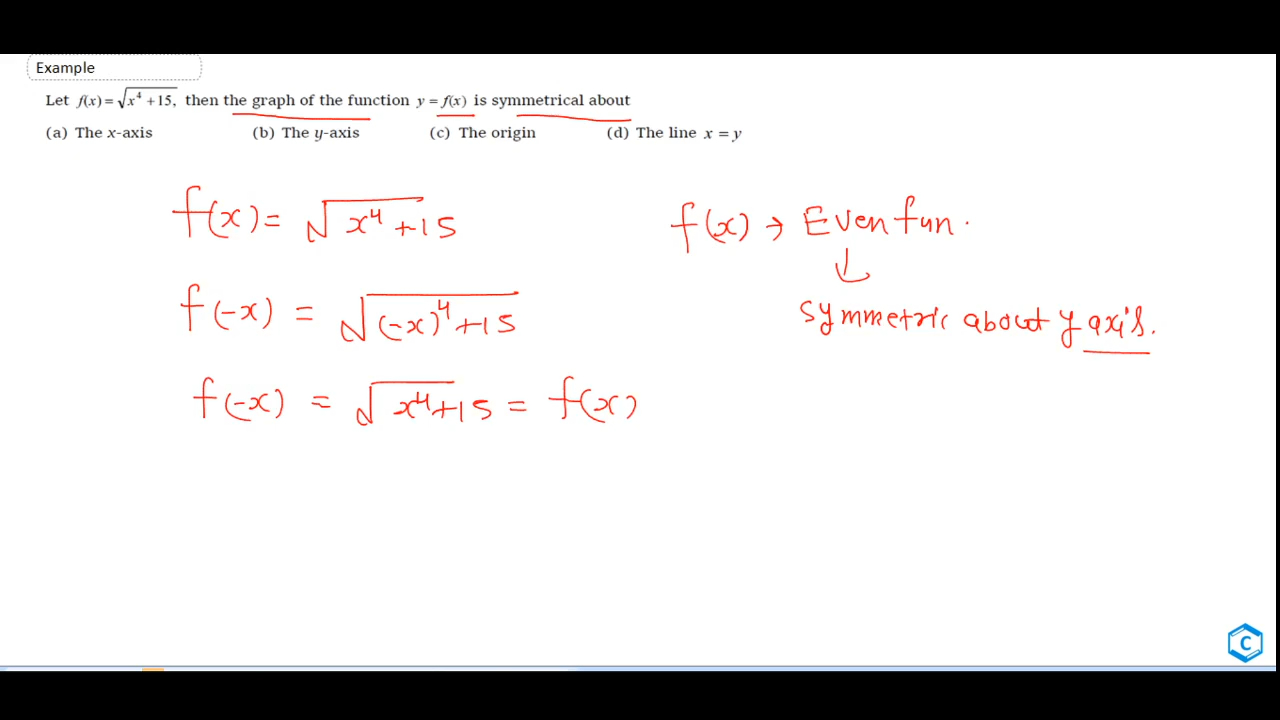 Example
Let f(x) = √x⁴ + 15, then the graph of the function y = f(x) is symmetrical about
(a) The x-axis (b) The y-axis (c) The origin (d) The line x = y
f(x) = √x⁴+15
f(x) → Even fun.
↓
f(-x) = √(-x)⁴+15
symmetric about y axis.
f(-x) = √x⁴+15 = f(x)
C